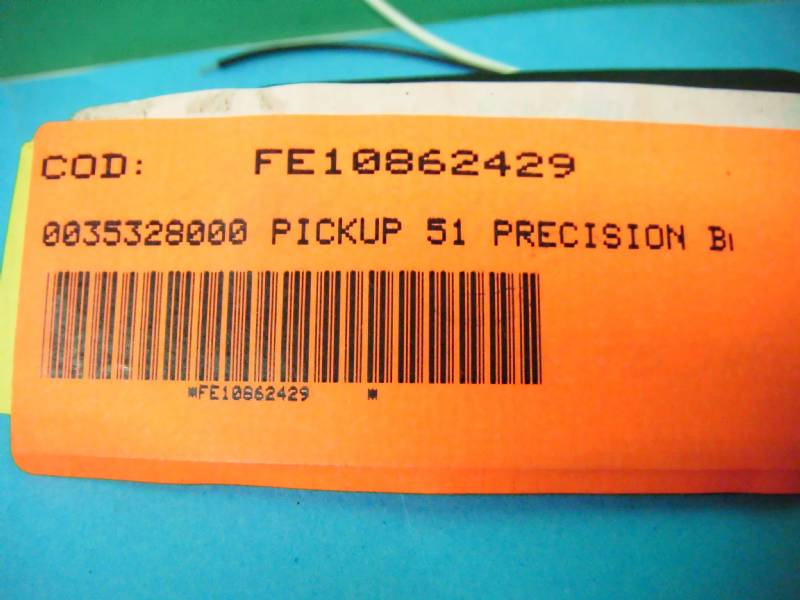 COD: FE10862429
0035328000 PICKUP 51 PRECISION
*FE10862429 *